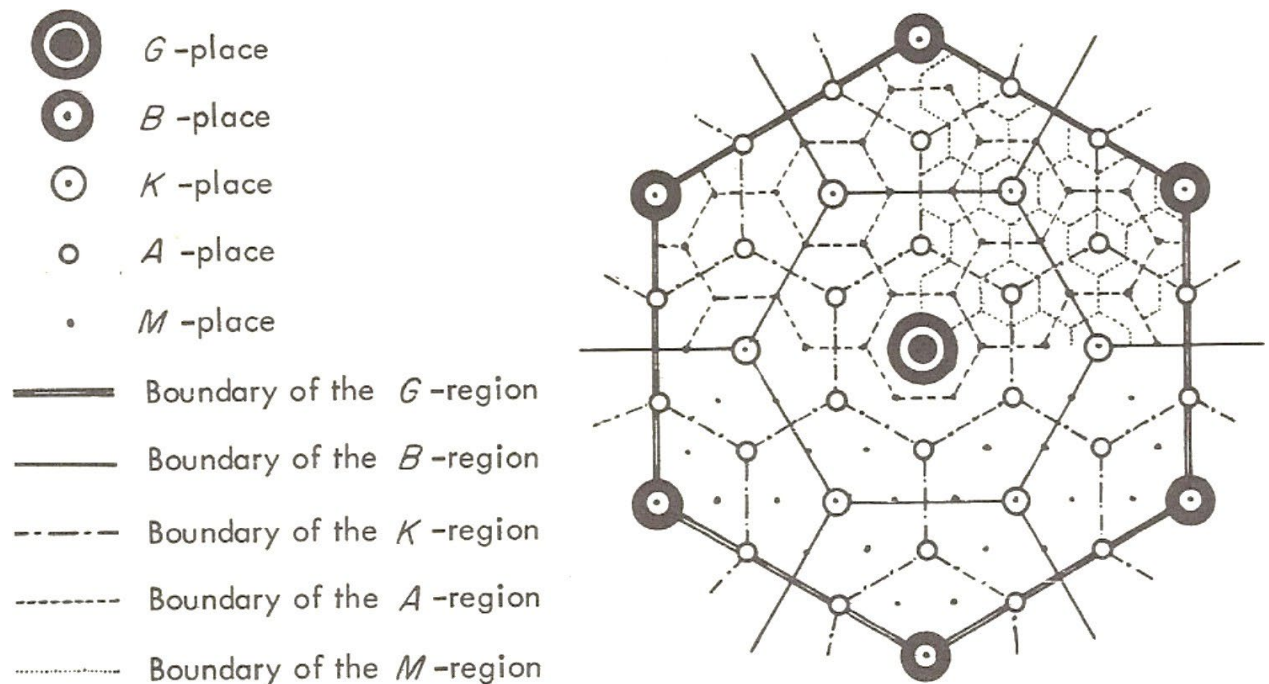 G-place
B-place
K-place
A-place
M-place
Boundary of the G-region
Boundary of the B-region
Boundary of the K-region
Boundary of the A-region
Boundary of the M-region